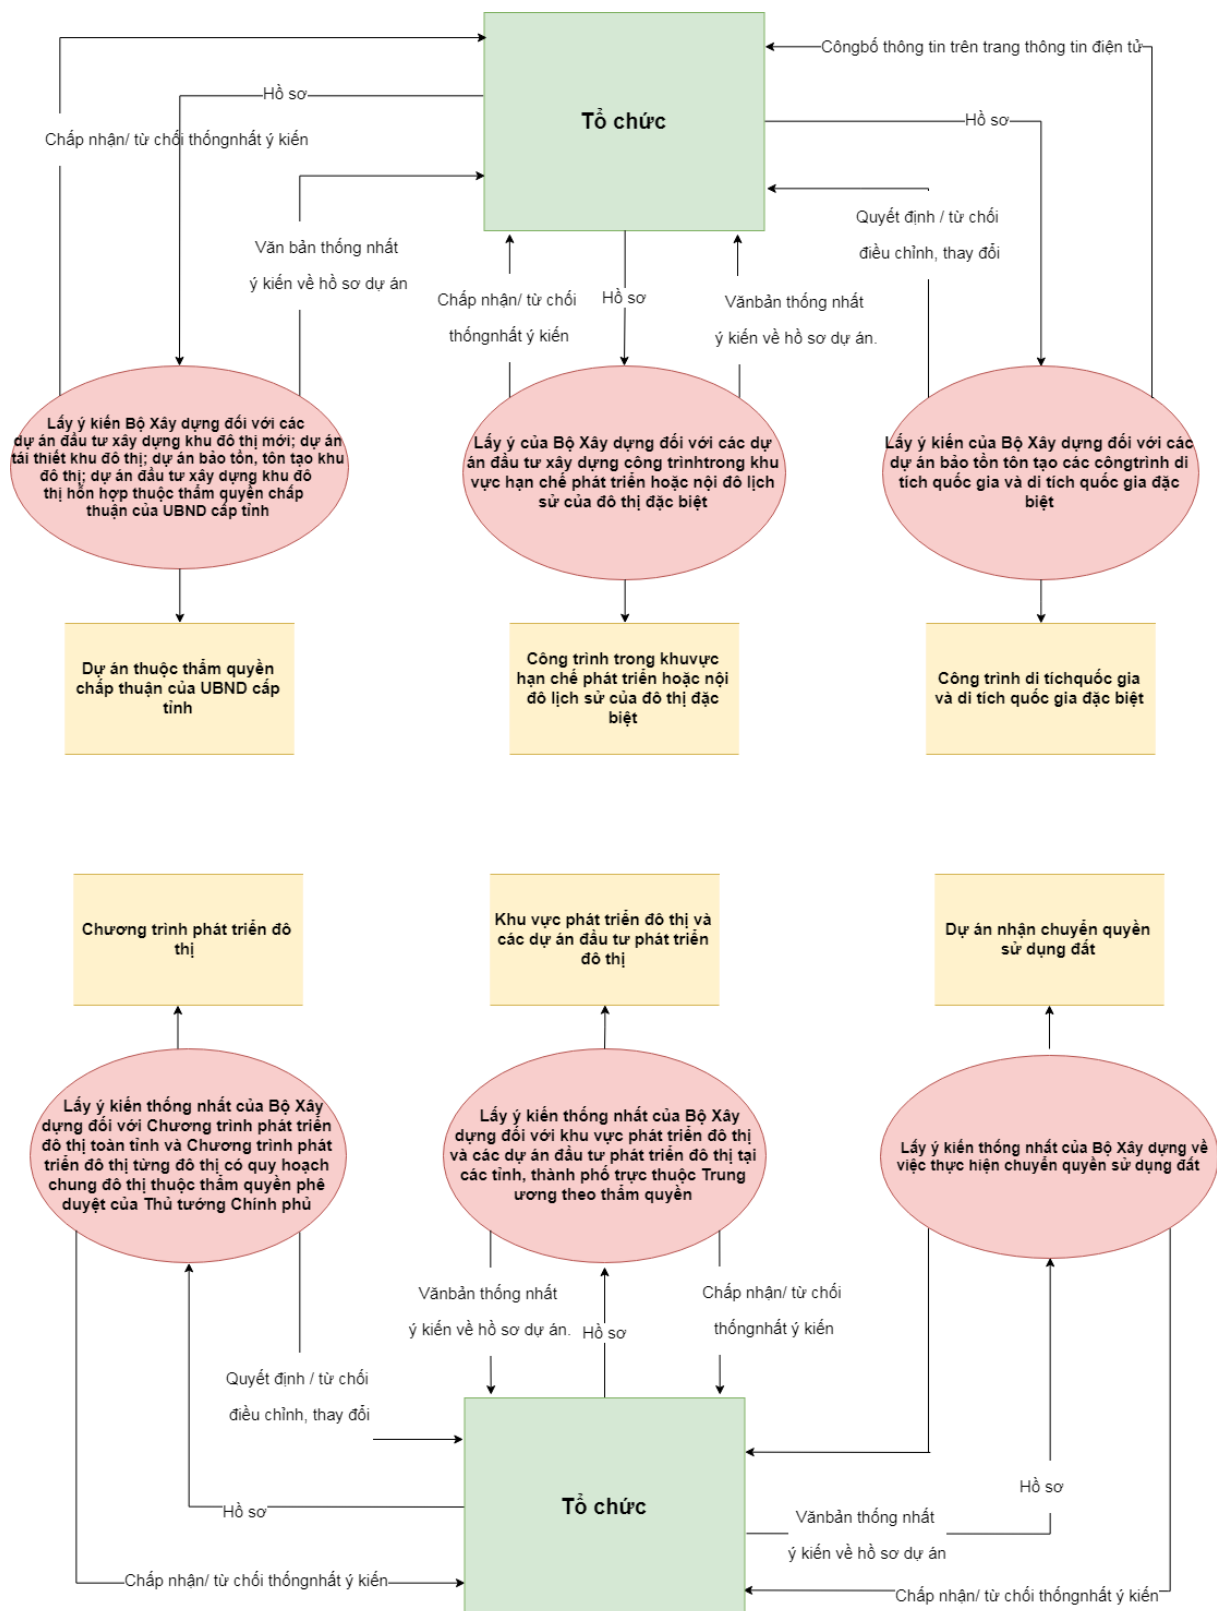 Côngbố thông tin trên trang thông tin điện tử
Hồ sơ
Tổ chức
Hồ sơ
Chấp nhận/ từ chối thốngnhất ý kiến
Quyết định / từ chối
điều chỉnh, thay đổi
Văn bản thống nhất
ý kiến về hồ sơ dự án
Chấp nhận/ từ chối
thốngnhất ý kiến
Hồ sơ
Vănbản thống nhất
ý kiến về hồ sơ dự án.
Lấy ý kiến Bộ Xây dựng đối với các
dự án đầu tư xây dựng khu đô thị mới; dự án
tái thiết khu đô thị; dự án bảo tồn, tôn tạo khu
đô thị; dự án đầu tư xây dựng khu đô
thị hỗn hợp thuộc thẩm quyền chấp
thuận của UBND cấp tỉnh
Lấy ý của Bộ Xây dựng đối với các dự
án đầu tư xây dựng công trìnhtrong khu
vực hạn chế phát triển hoặc nội đô lịch
sử của đô thị đặc biệt
Lấy ý kiến của Bộ Xây dựng đối với các
dự án bảo tồn tôn tạo các côngtrình di
tích quốc gia và di tích quốc gia đặc
biệt
Dự án thuộc thẩm quyền
chấp thuận của UBND cấp
tỉnh
Công trình trong khuvực
hạn chế phát triển hoặc nội
đô lịch sử của đô thị đặc
biệt
Công trình di tíchquốc gia
và di tích quốc gia đặc biệt
Chương trình phát triển đô
thị
Khu vực phát triển đô thị và
các dự án đầu tư phát triển
đô thị
Dự án nhận chuyển quyền
sử dụng đất
Lấy ý kiến thống nhất của Bộ Xây
dựng đối với Chương trình phát triển
đô thị toàn tỉnh và Chương trình phát
triển đô thị từng đô thị có quy hoạch
chung đô thị thuộc thẩm quyền phê
duyệt của Thủ tướng Chính phủ
Lấy ý kiến thống nhất của Bộ Xây
dựng đối với khu vực phát triển đô thị
và các dự án đầu tư phát triển đô thị tại
các tỉnh, thành phố trực thuộc Trung
ương theo thẩm quyền
Lấy ý kiến thống nhất của Bộ Xây dựng về
việc thực hiện chuyển quyền sử dụng đất
Vănbản thống nhất
ý kiến về hồ sơ dự án.
Hồ sơ
Chấp nhận/ từ chối
thốngnhất ý kiến
Quyết định / từ chối
điều chỉnh, thay đổi
Hồ sơ
Tổ chức
Hồ sơ
Vănbản thống nhất
ý kiến về hồ sơ dự án
Chấp nhận/ từ chối thốngnhất ý kiến
Chấp nhận/ từ chối thốngnhất ý kiến